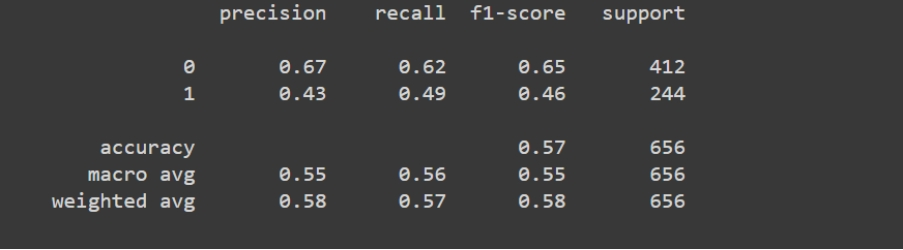 precision recall f1-score support
0 0.67 0.62 0.65 412
1 0.43 0.49 0.46 244
accuracy 0.57 656
macro avg 0.55 0.56 0.55 656
weighted avg 0.58 0.57 0.58 656